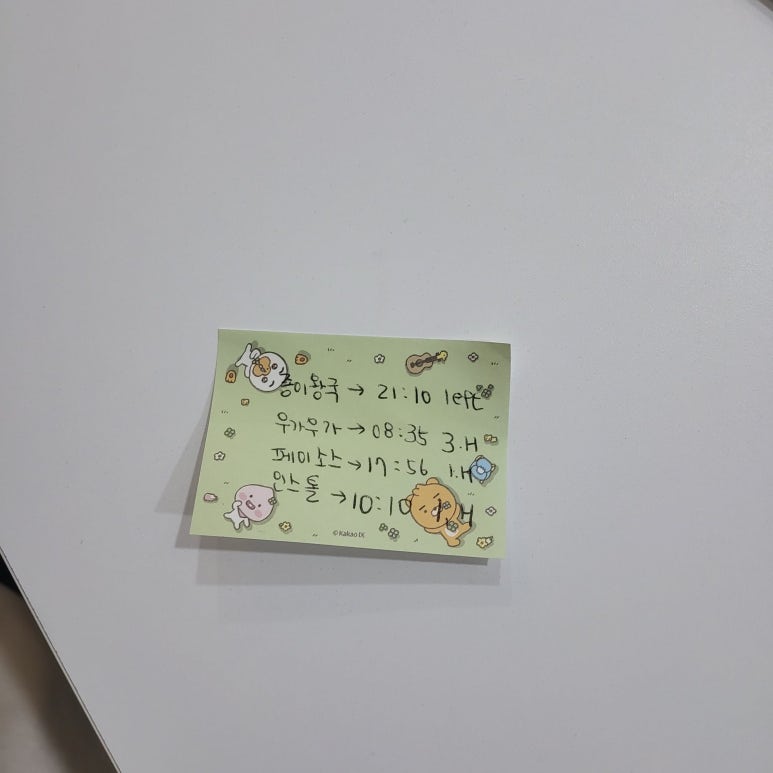 종이왕국 → 21:10 left
우가우가 → 08:35 3.H
페이소스 → 17:56 1.H
인스톨 → 10:10 1.H
© Kakao IX